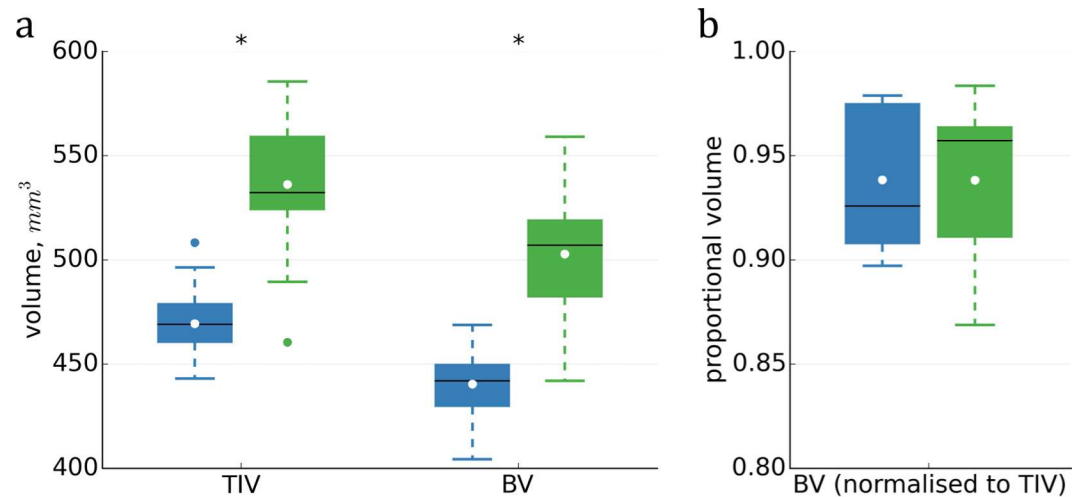 a
*
*
600
550
500
450
400
volume, mm³
TIV
BV
b
1.00
0.95
0.90
0.85
0.80
proportional volume
BV (normalised to TIV)